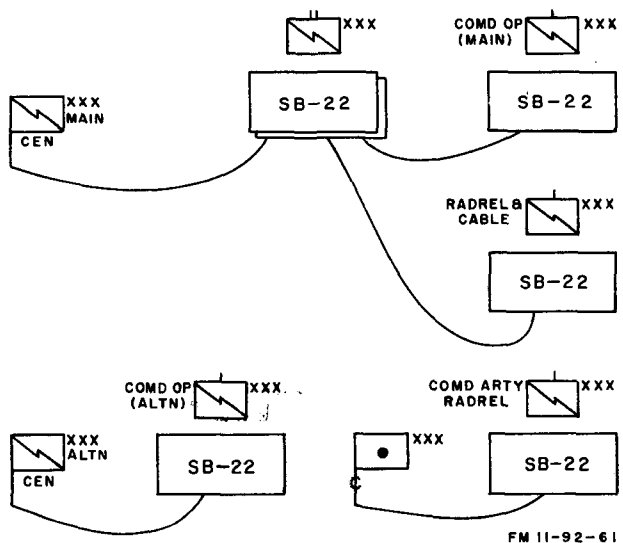 XXX
COMD OP
(MAIN)
XXX
SB-22
SB-22
XXX
MAIN
CEN
RADREL &
CABLE
XXX
SB-22
COMD OP
(ALTN)
XXX
COMD ARTY
RADREL
XXX
XXX
ALTN
CEN
SB-22
XXX
C
SB-22
FM 11-92-61